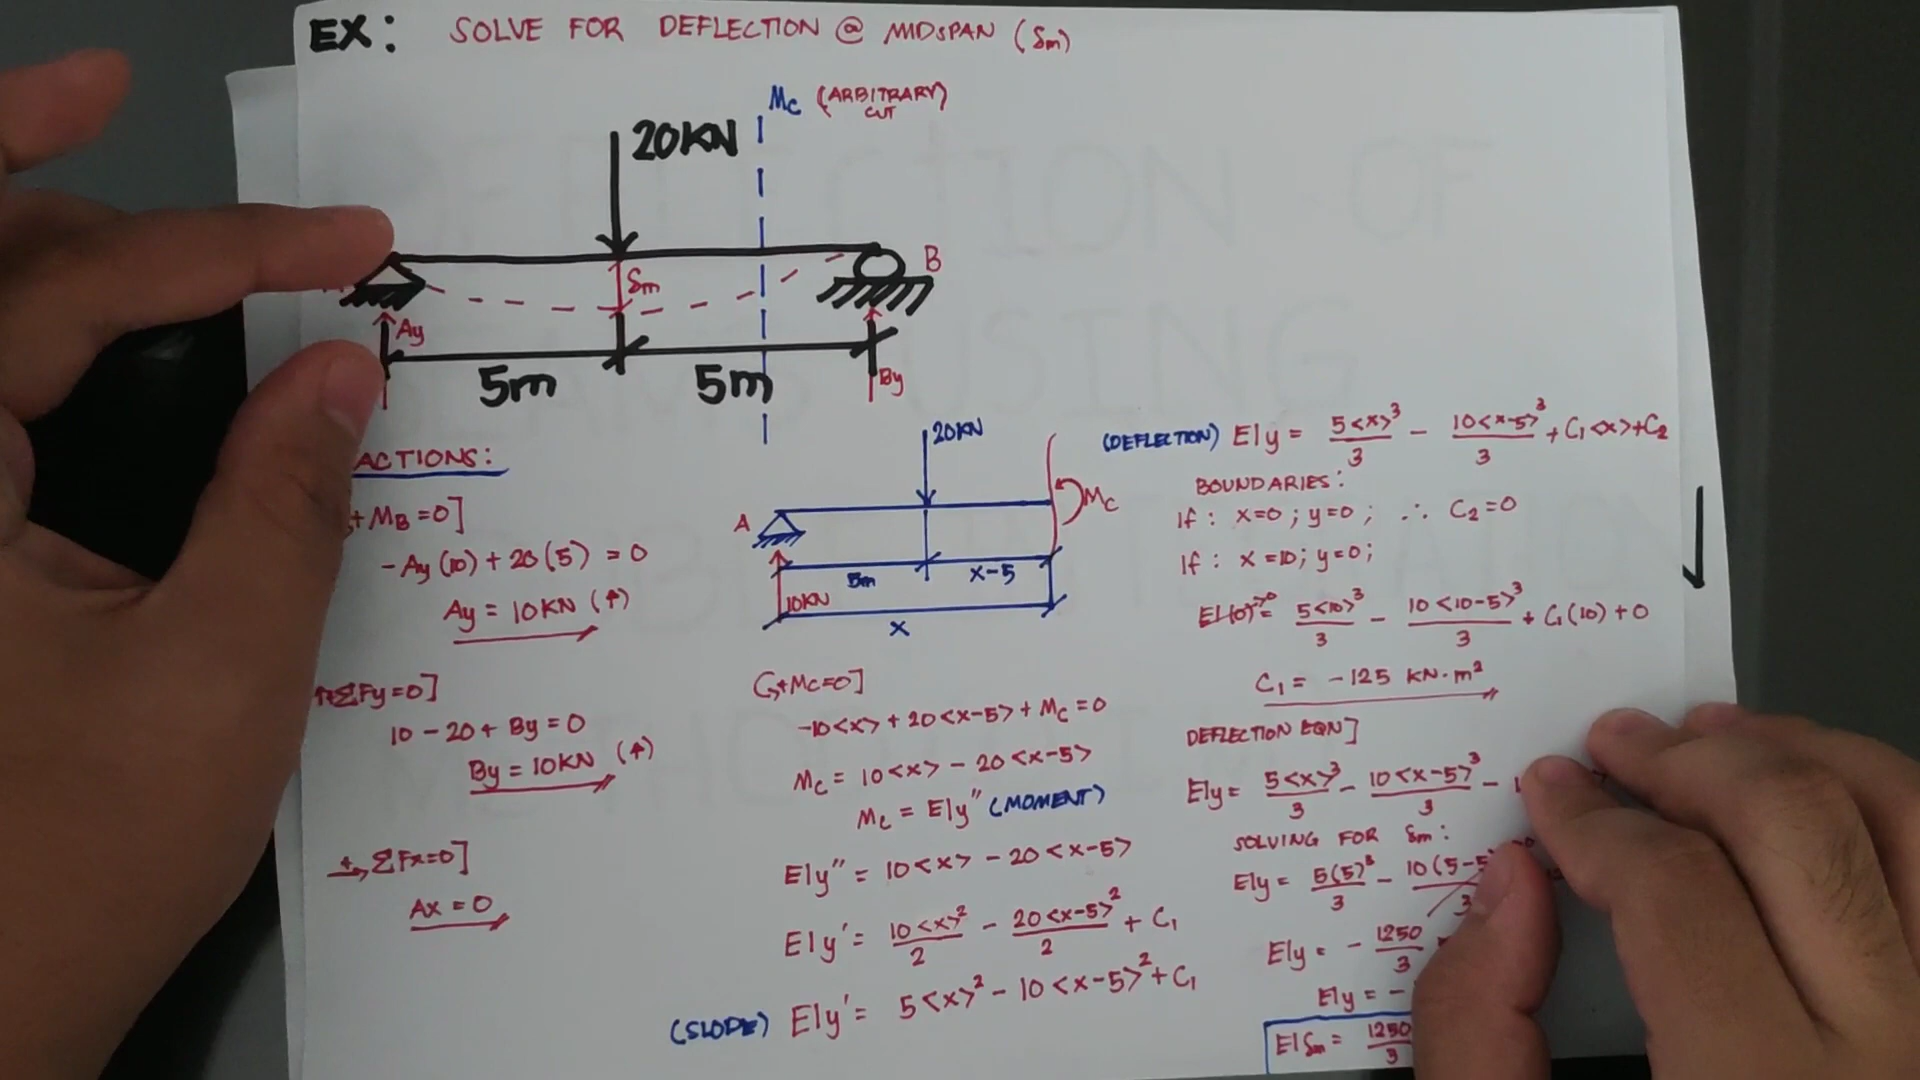 EX: SOLVE FOR DEFLECTION @ MIDSPAN (δm)
Mc (ARBITRARY) CUT
20KN
δm
B
Ay
By
5m
5m
ACTIONS:
+MB=0]
-Ay(10)+20(5) = 0
Ay = 10KN (↑)
ΣFy=0]
10-20+By=0
By=10KN (↑)
+→ ΣFx=0]
Ax=0
20KN
A
Mc
5m
x-5
10KN
x
+Mc=0]
-10<x>+20<x-5>+Mc=0
Mc = 10<x> - 20<x-5>
Mc = EIy" (MOMENT)
EIy" = 10<x> - 20<x-5>
EIy' = 10<x>²/2 - 20<x-5>²/2 + C1
(SLOPE) EIy' = 5<x>² - 10<x-5>² + C1
(DEFLECTION) EIy = 5<x>³/3 - 10<x-5>³/3 + C1<x>+C2
BOUNDARIES:
If: x=0; y=0; ∴ C2=0
If: x=10; y=0;
EI(0)→0 = 5<10>³/3 - 10<10-5>³/3 + C1(10)+0
C1 = -125 KN·m²
DEFLECTION EQN]
EIy = 5<x>³/3 - 10<x-5>³/3 - 1
SOLVING FOR δm:
EIy = 5(5)³/3 - 10(5-5/3
EIy = - 1250/3
EIy = -
EIδm = 1250/3